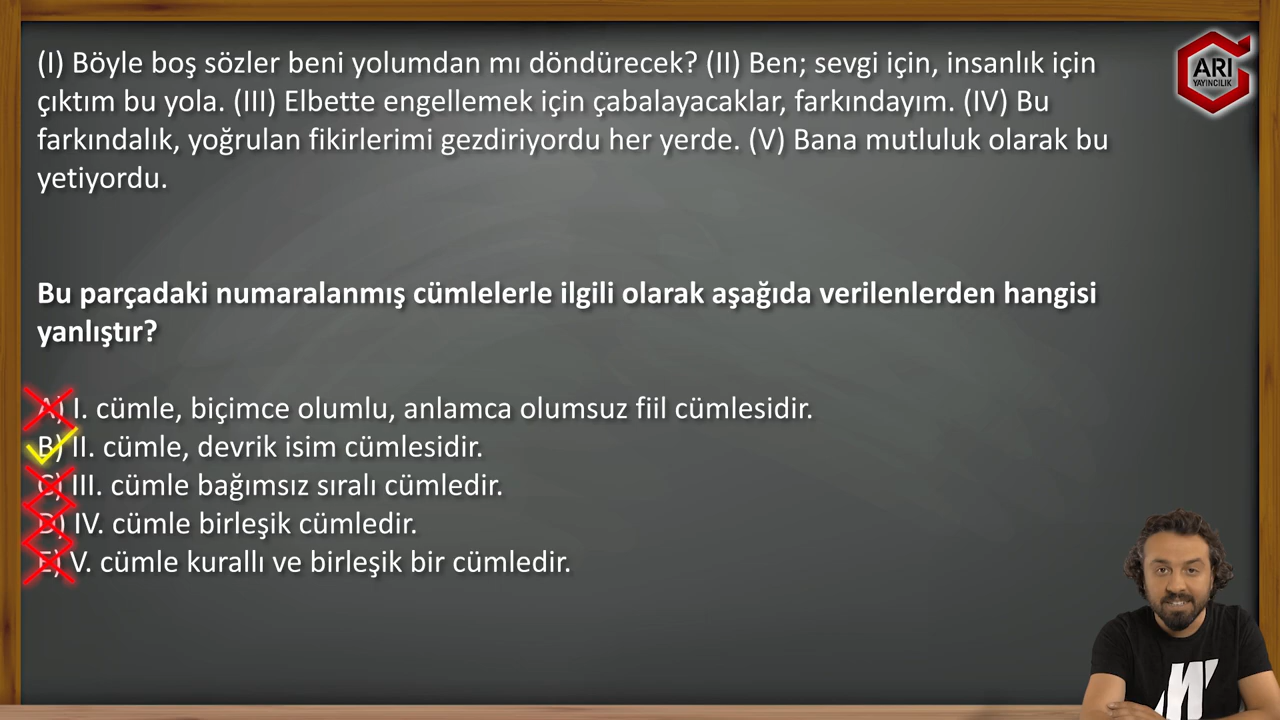 (I) Böyle boş sözler beni yolumdan mı döndürecek? (II) Ben; sevgi için, insanlık için
çıktım bu yola. (III) Elbette engellemek için çabalayacaklar, farkındayım. (IV) Bu
farkındalık, yoğrulan fikirlerimi gezdiriyordu her yerde. (V) Bana mutluluk olarak bu
yetiyordu.
ARI
YAYINCILIK
Bu parçadaki numaralanmış cümlelerle ilgili olarak aşağıda verilenlerden hangisi
yanlıştır?
A) I. cümle, biçimce olumlu, anlamca olumsuz fiil cümlesidir.
B) II. cümle, devrik isim cümlesidir.
C) III. cümle bağımsız sıralı cümledir.
D) IV. cümle birleşik cümledir.
E) V. cümle kurallı ve birleşik bir cümledir.